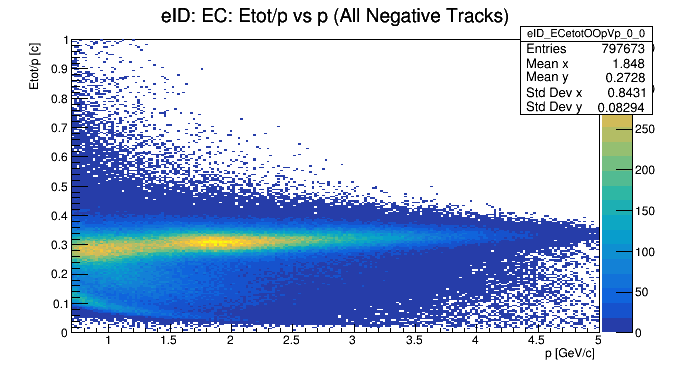 eID: EC: Etot/p vs p (All Negative Tracks)
eID_ECetotOOpVp_0_0
Entries 797673
Mean x 1.848
Mean y 0.2728
Std Dev x 0.8431
Std Dev y 0.08294
Etot/p [c]
1
0.9
0.8
0.7
0.6
0.5
0.4
0.3
0.2
0.1
0
1 1.5 2 2.5 3 3.5 4 4.5 5
p [GeV/c]
250
200
150
100
50
0